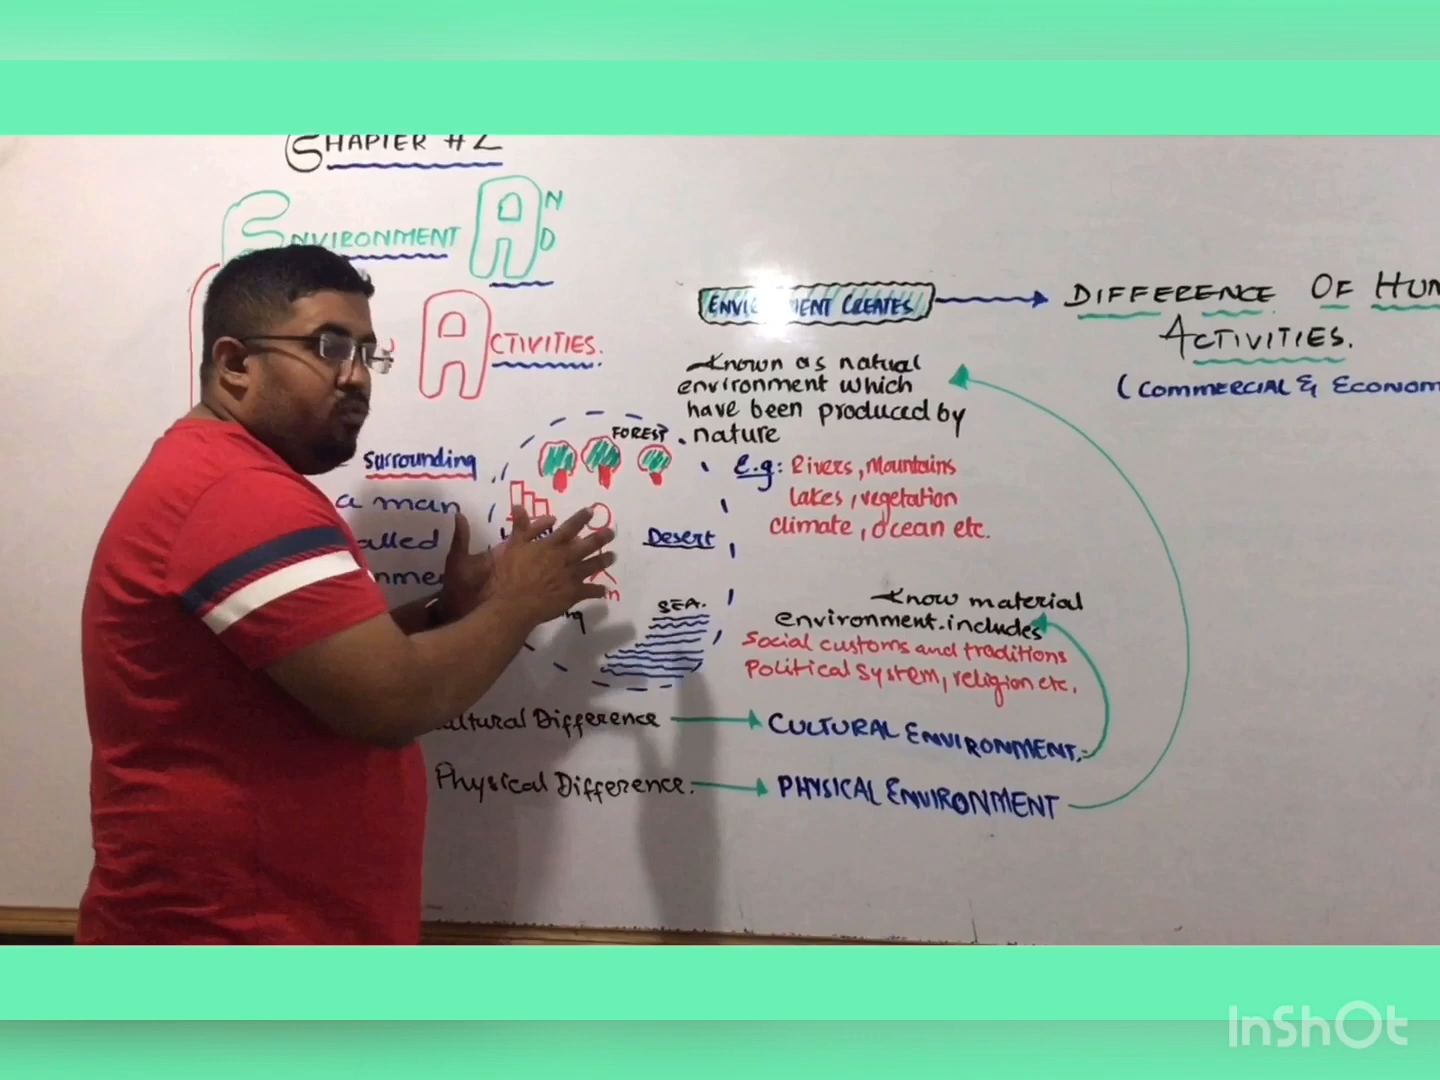 CHAPTER #2
ENVIRONMENT AND
ACTIVITIES.
Surrounding
a man
FOREST
Desert
SEA.
Cultural Difference
CULTURAL ENVIRONMENT.
Physical Difference.
PHYSICAL ENVIRONMENT
ENVIRONMENT CREATES
DIFFERENCE OF HUM
ACTIVITIES.
(COMMERCIAL & ECONOM
Known as natural
environment which
have been produced by
nature
E.g: Rivers, Mountains
lakes, vegetation
climate, ocean etc.
Know material
environment includes
social customs and traditions
Political System, religion etc.
InShOt